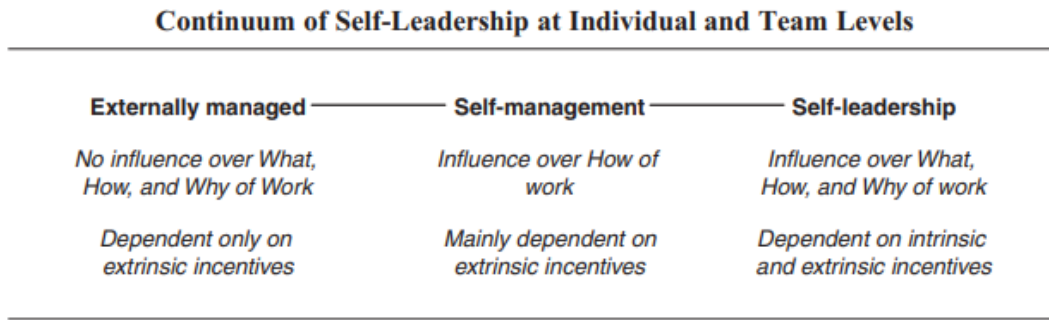 Continuum of Self-Leadership at Individual and Team Levels
Externally managed Self-management Self-leadership
No influence over What, Influence over How of Influence over What,
How, and Why of Work work How, and Why of work
Dependent only on Mainly dependent on Dependent on intrinsic
extrinsic incentives extrinsic incentives and extrinsic incentives